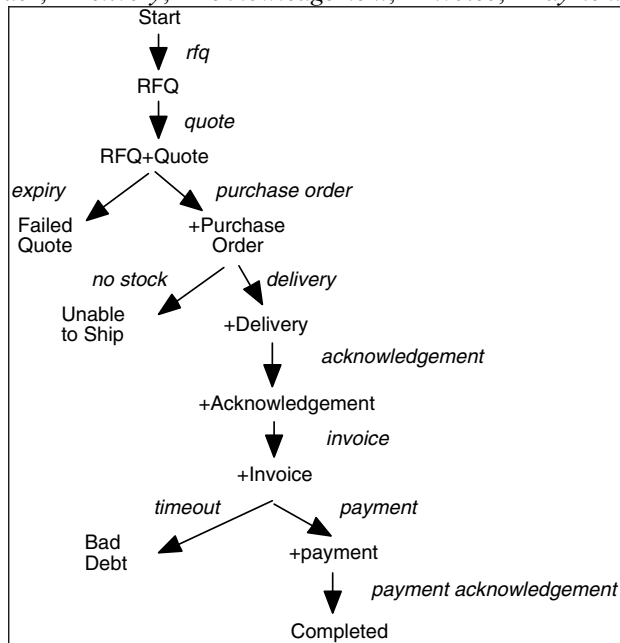 Start
rfq
RFQ
quote
RFQ+Quote
expiry
purchase order
Failed
Quote
+Purchase
Order
no stock
delivery
Unable
to Ship
+Delivery
acknowledgement
+Acknowledgement
invoice
+Invoice
timeout
payment
Bad
Debt
+payment
payment acknowledgement
Completed